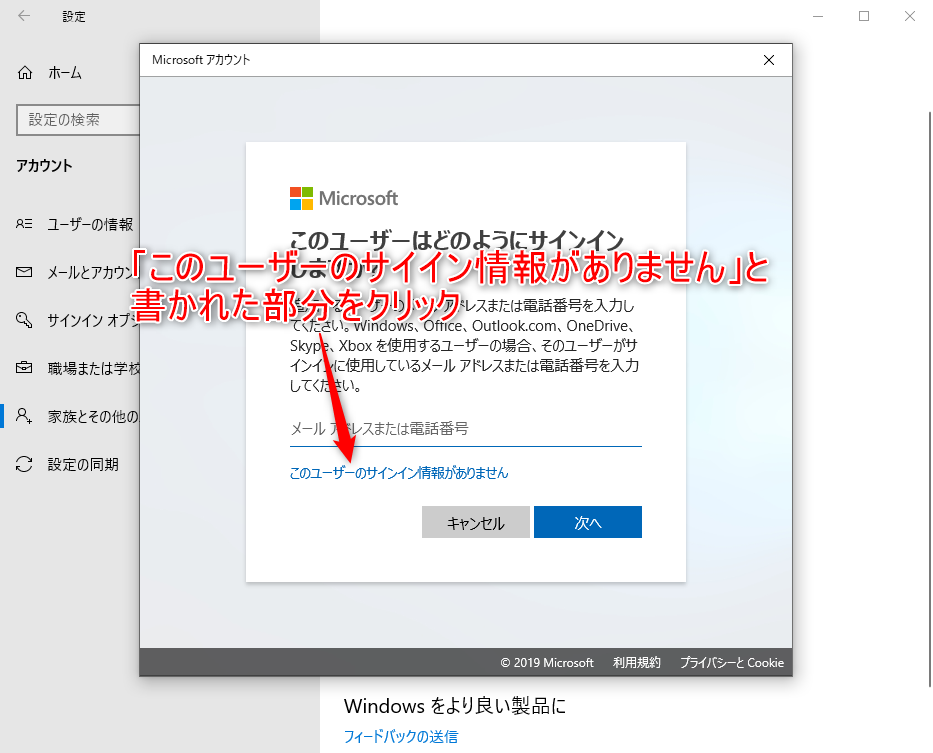 設定
ホーム
設定の検索
アカウント
ユーザーの情報
メールとアカウン
サインイン オプシ
職場または学校
家族とその他の
設定の同期
Microsoft アカウント
Microsoft
このユーザーはどのようにサインイン
しますか?
「このユーザーのサイイン情報がありません」と
書かれた部分をクリック
アドレスまたは電話番号を入力し
てください。Windows、Office、Outlook.com、OneDrive、
Skype、Xbox を使用するユーザーの場合、そのユーザーがサ
インインに使用しているメール アドレスまたは電話番号を入力
してください。
メール アドレスまたは電話番号
このユーザーのサインイン情報がありません
キャンセル
次へ
© 2019 Microsoft 利用規約 プライバシーと Cookie
Windows をより良い製品に
フィードバックの送信